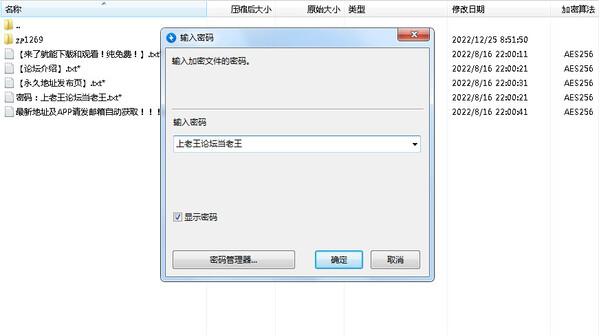 名称 压缩后大小 原始大小 类型 修改日期 加密算法
..
zp1269 2022/12/25 8:51:50
【来了就能下载和观看！纯免费！】.txt* 2022/8/16 22:00:21 AES256
【论坛介绍】.txt* 2022/8/16 22:00:11 AES256
【永久地址发布页】.txt* 2022/8/16 22:00:31 AES256
密码：上老王论坛当老王.txt* 2022/8/16 22:00:21 AES256
最新地址及APP请发邮箱自动获取！！！ 2022/8/16 22:00:41 AES256
输入密码
输入加密文件的密码。
输入密码
上老王论坛当老王
显示密码
密码管理器... 确定 取消